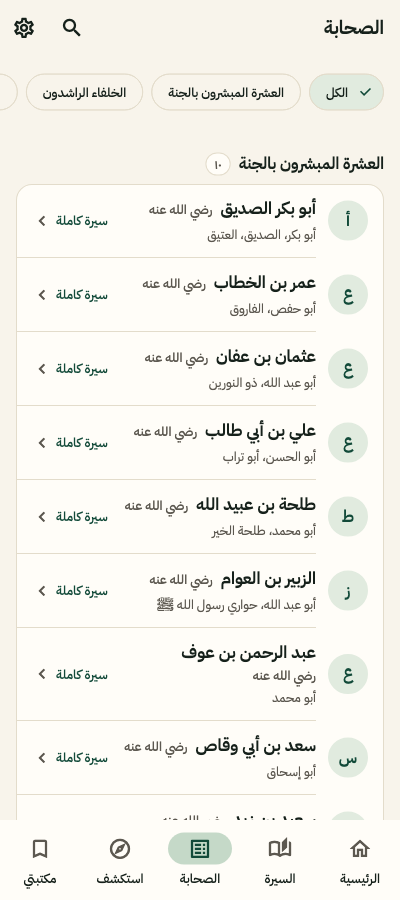 الصحابة
الكل
العشرة المبشرون بالجنة
الخلفاء الراشدون
العشرة المبشرون بالجنة ١٠
أ
أبو بكر الصديق رضي الله عنه
أبو بكر، الصديق، العتيق
سيرة كاملة
ع
عمر بن الخطاب رضي الله عنه
أبو حفص، الفاروق
سيرة كاملة
ع
عثمان بن عفان رضي الله عنه
أبو عبد الله، ذو النورين
سيرة كاملة
ع
علي بن أبي طالب رضي الله عنه
أبو الحسن، أبو تراب
سيرة كاملة
ط
طلحة بن عبيد الله رضي الله عنه
أبو محمد، طلحة الخير
سيرة كاملة
ز
الزبير بن العوام رضي الله عنه
أبو عبد الله، حواري رسول الله ﷺ
سيرة كاملة
ع
عبد الرحمن بن عوف
رضي الله عنه
أبو محمد
سيرة كاملة
س
سعد بن أبي وقاص رضي الله عنه
أبو إسحاق
سيرة كاملة
الرئيسية
السيرة
الصحابة
استكشف
مكتبتي